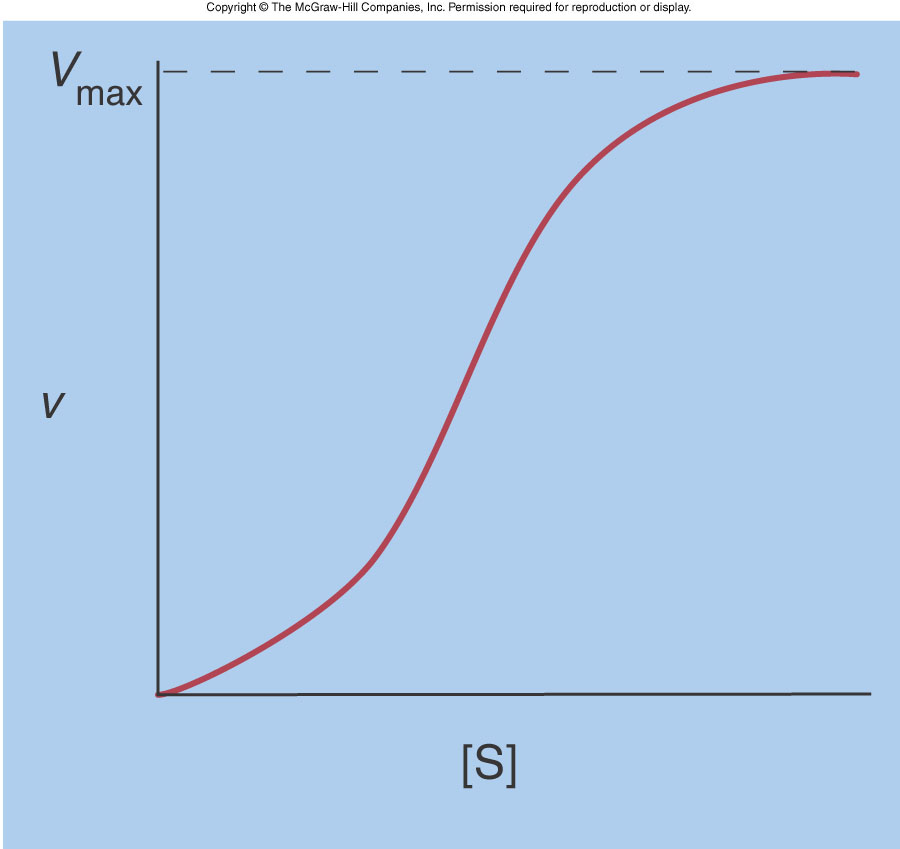 Copyright © The McGraw-Hill Companies, Inc. Permission required for reproduction or display.
Vmax
v
[S]